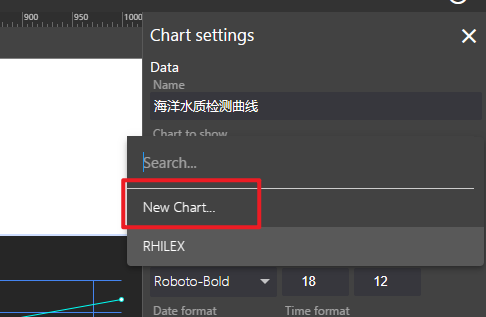 900
950
1000
Chart settings
Data
Name
海洋水质检测曲线
Chart to show
Search...
New Chart...
RHILEX
Roboto-Bold 18 12
Date format Time format